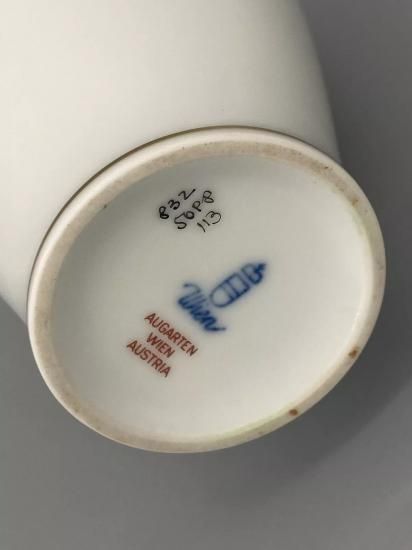 832
50P8
113
Wien
AUGARTEN
WIEN
AUSTRIA